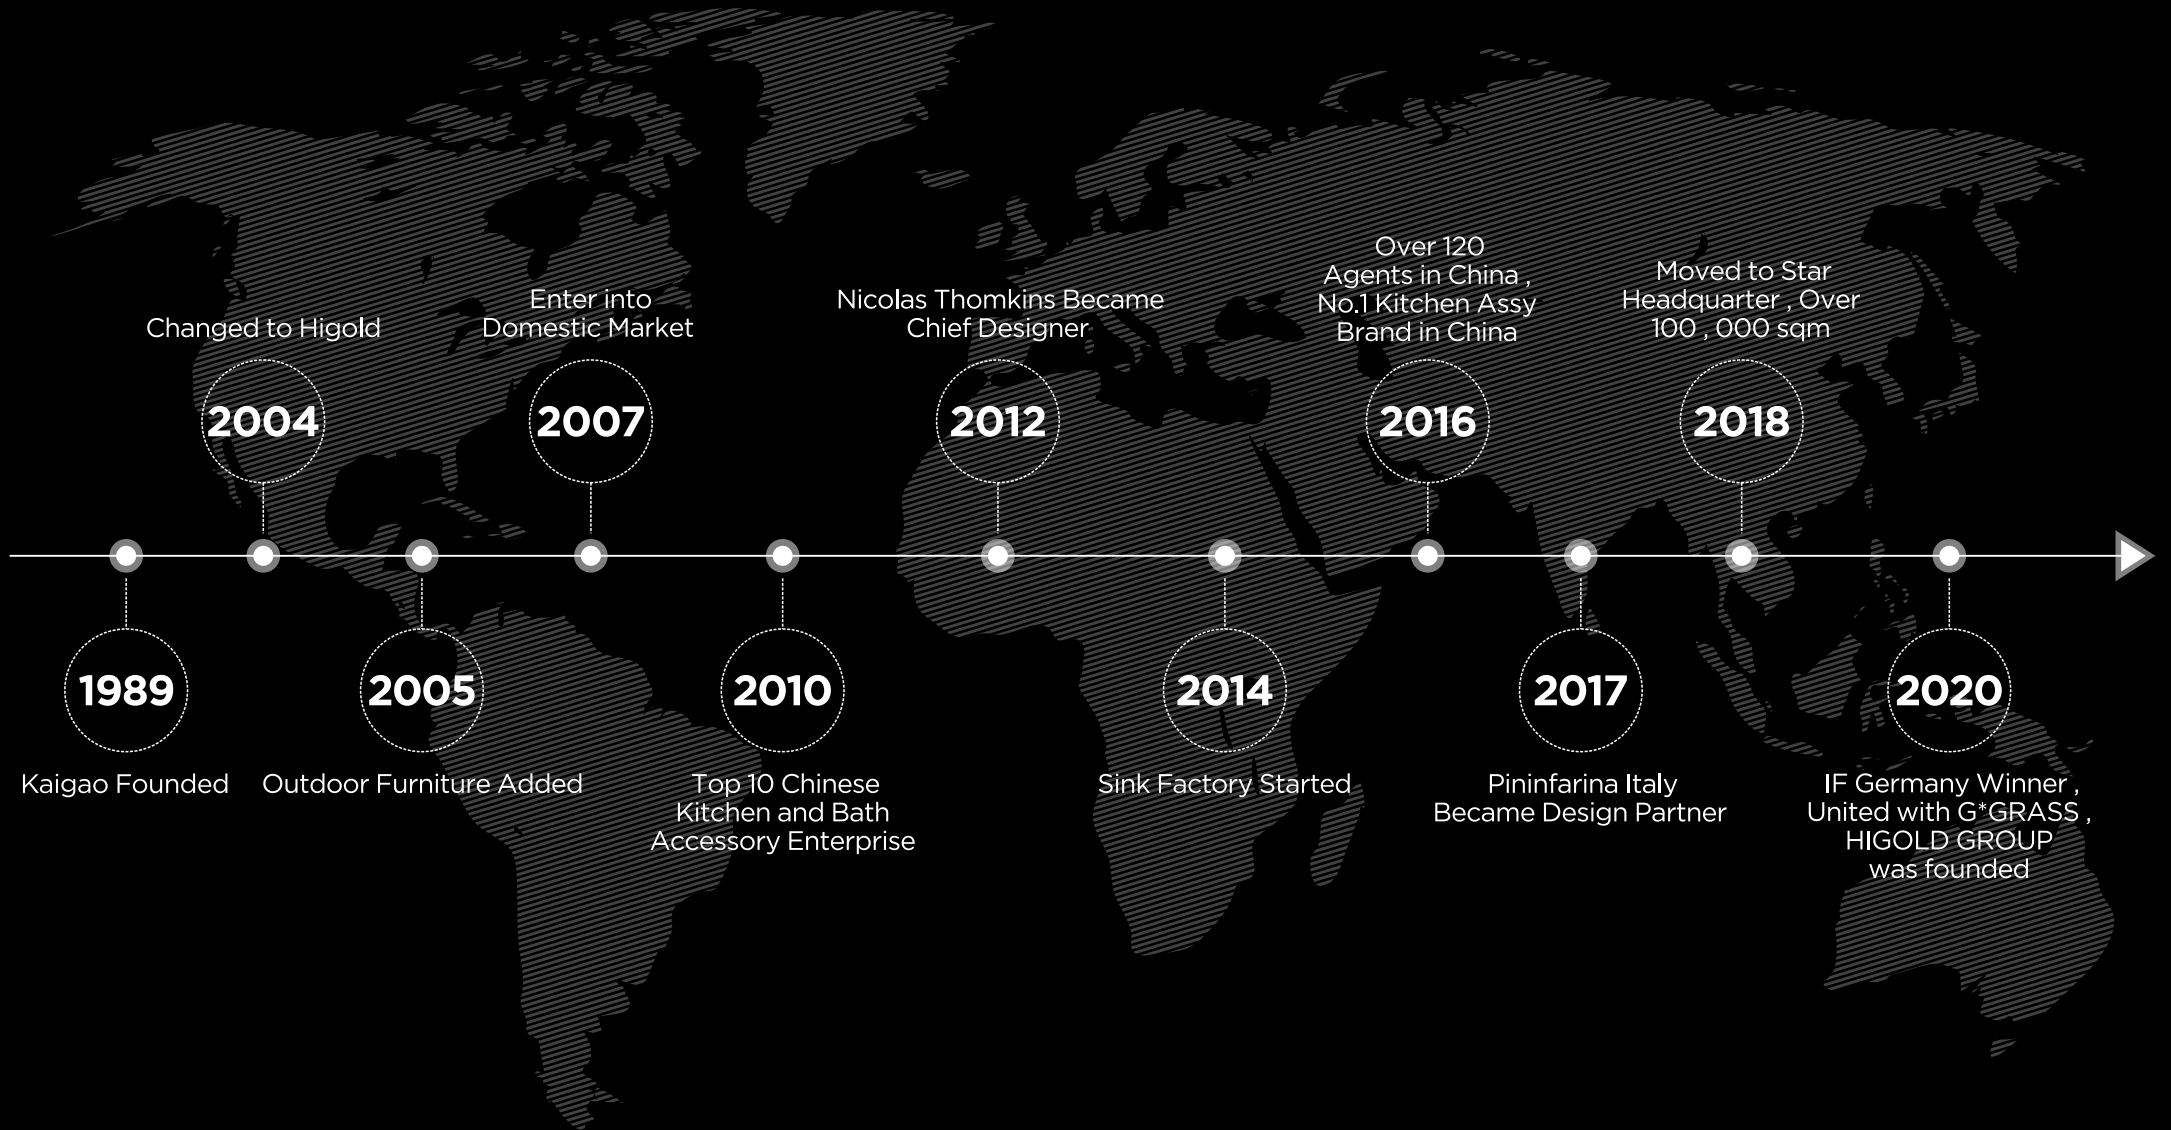 Changed to Higold
2004
Enter into
Domestic Market
2007
Nicolas Thomkins Became
Chief Designer
2012
Over 120
Agents in China ,
No.1 Kitchen Assy
Brand in China
2016
Moved to Star
Headquarter , Over
100 , 000 sqm
2018
1989
Kaigao Founded
2005
Outdoor Furniture Added
2010
Top 10 Chinese
Kitchen and Bath
Accessory Enterprise
2014
Sink Factory Started
2017
Pininfarina Italy
Became Design Partner
2020
IF Germany Winner ,
United with G*GRASS ,
HIGOLD GROUP
was founded